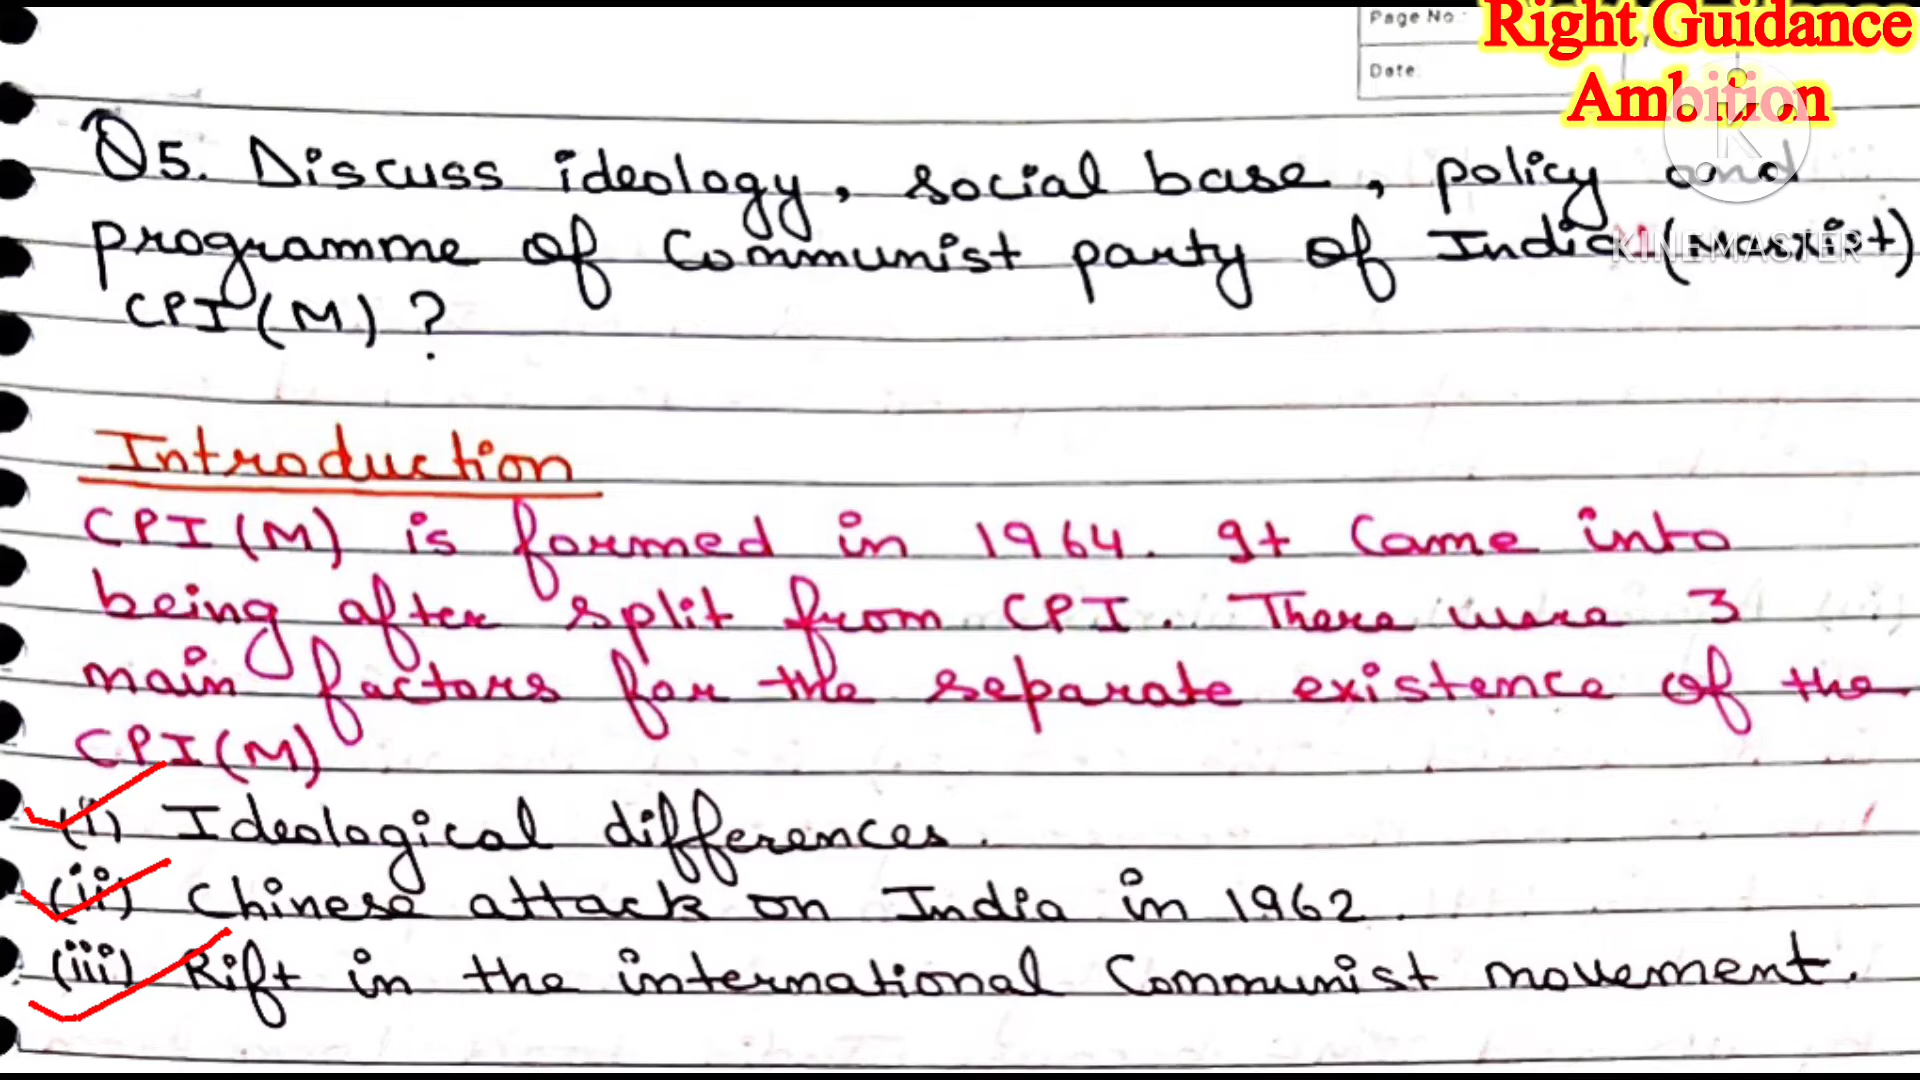 Page No.:
Right Guidance
Date:
Ambition
Q5. Discuss ideology, social base, policy and
programme of Communist party of India (Marxist)
KINEMASTER
CPI(M)?
Introduction
CPI(M) is formed in 1964. It came into
being after split from CPI. There were 3
main factors for the separate existence of the
CPI(M)
(i) Ideological differences.
(ii) Chinese attack on India in 1962.
(iii) Rift in the international Communist movement.